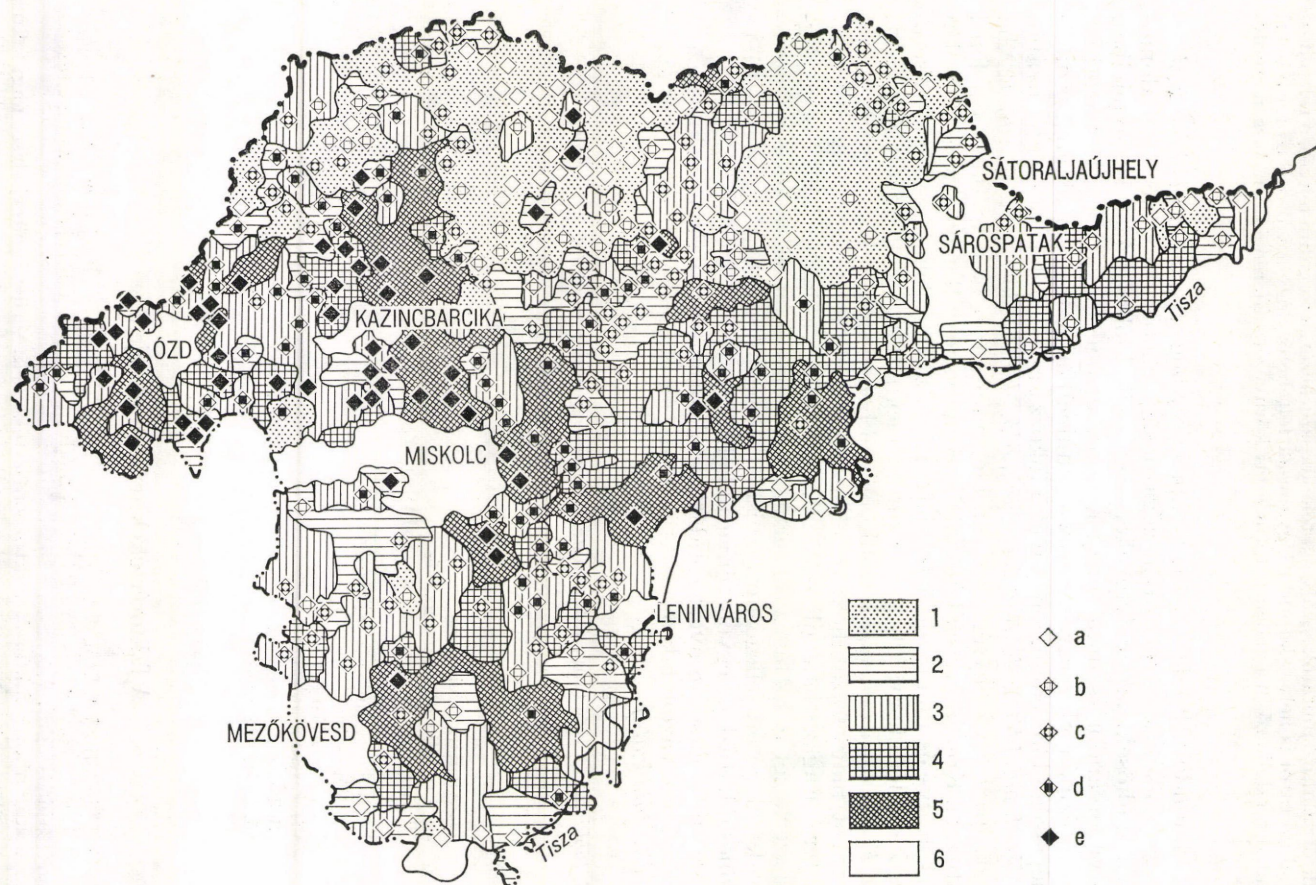 SÁTORALJAÚJHELY
SÁROSPATAK
Tisza
KAZINCBARCIKA
ÓZD
MISKOLC
LENINVÁROS
MEZŐKÖVESD
Tisza
1
2
3
4
5
6
a
b
c
d
e